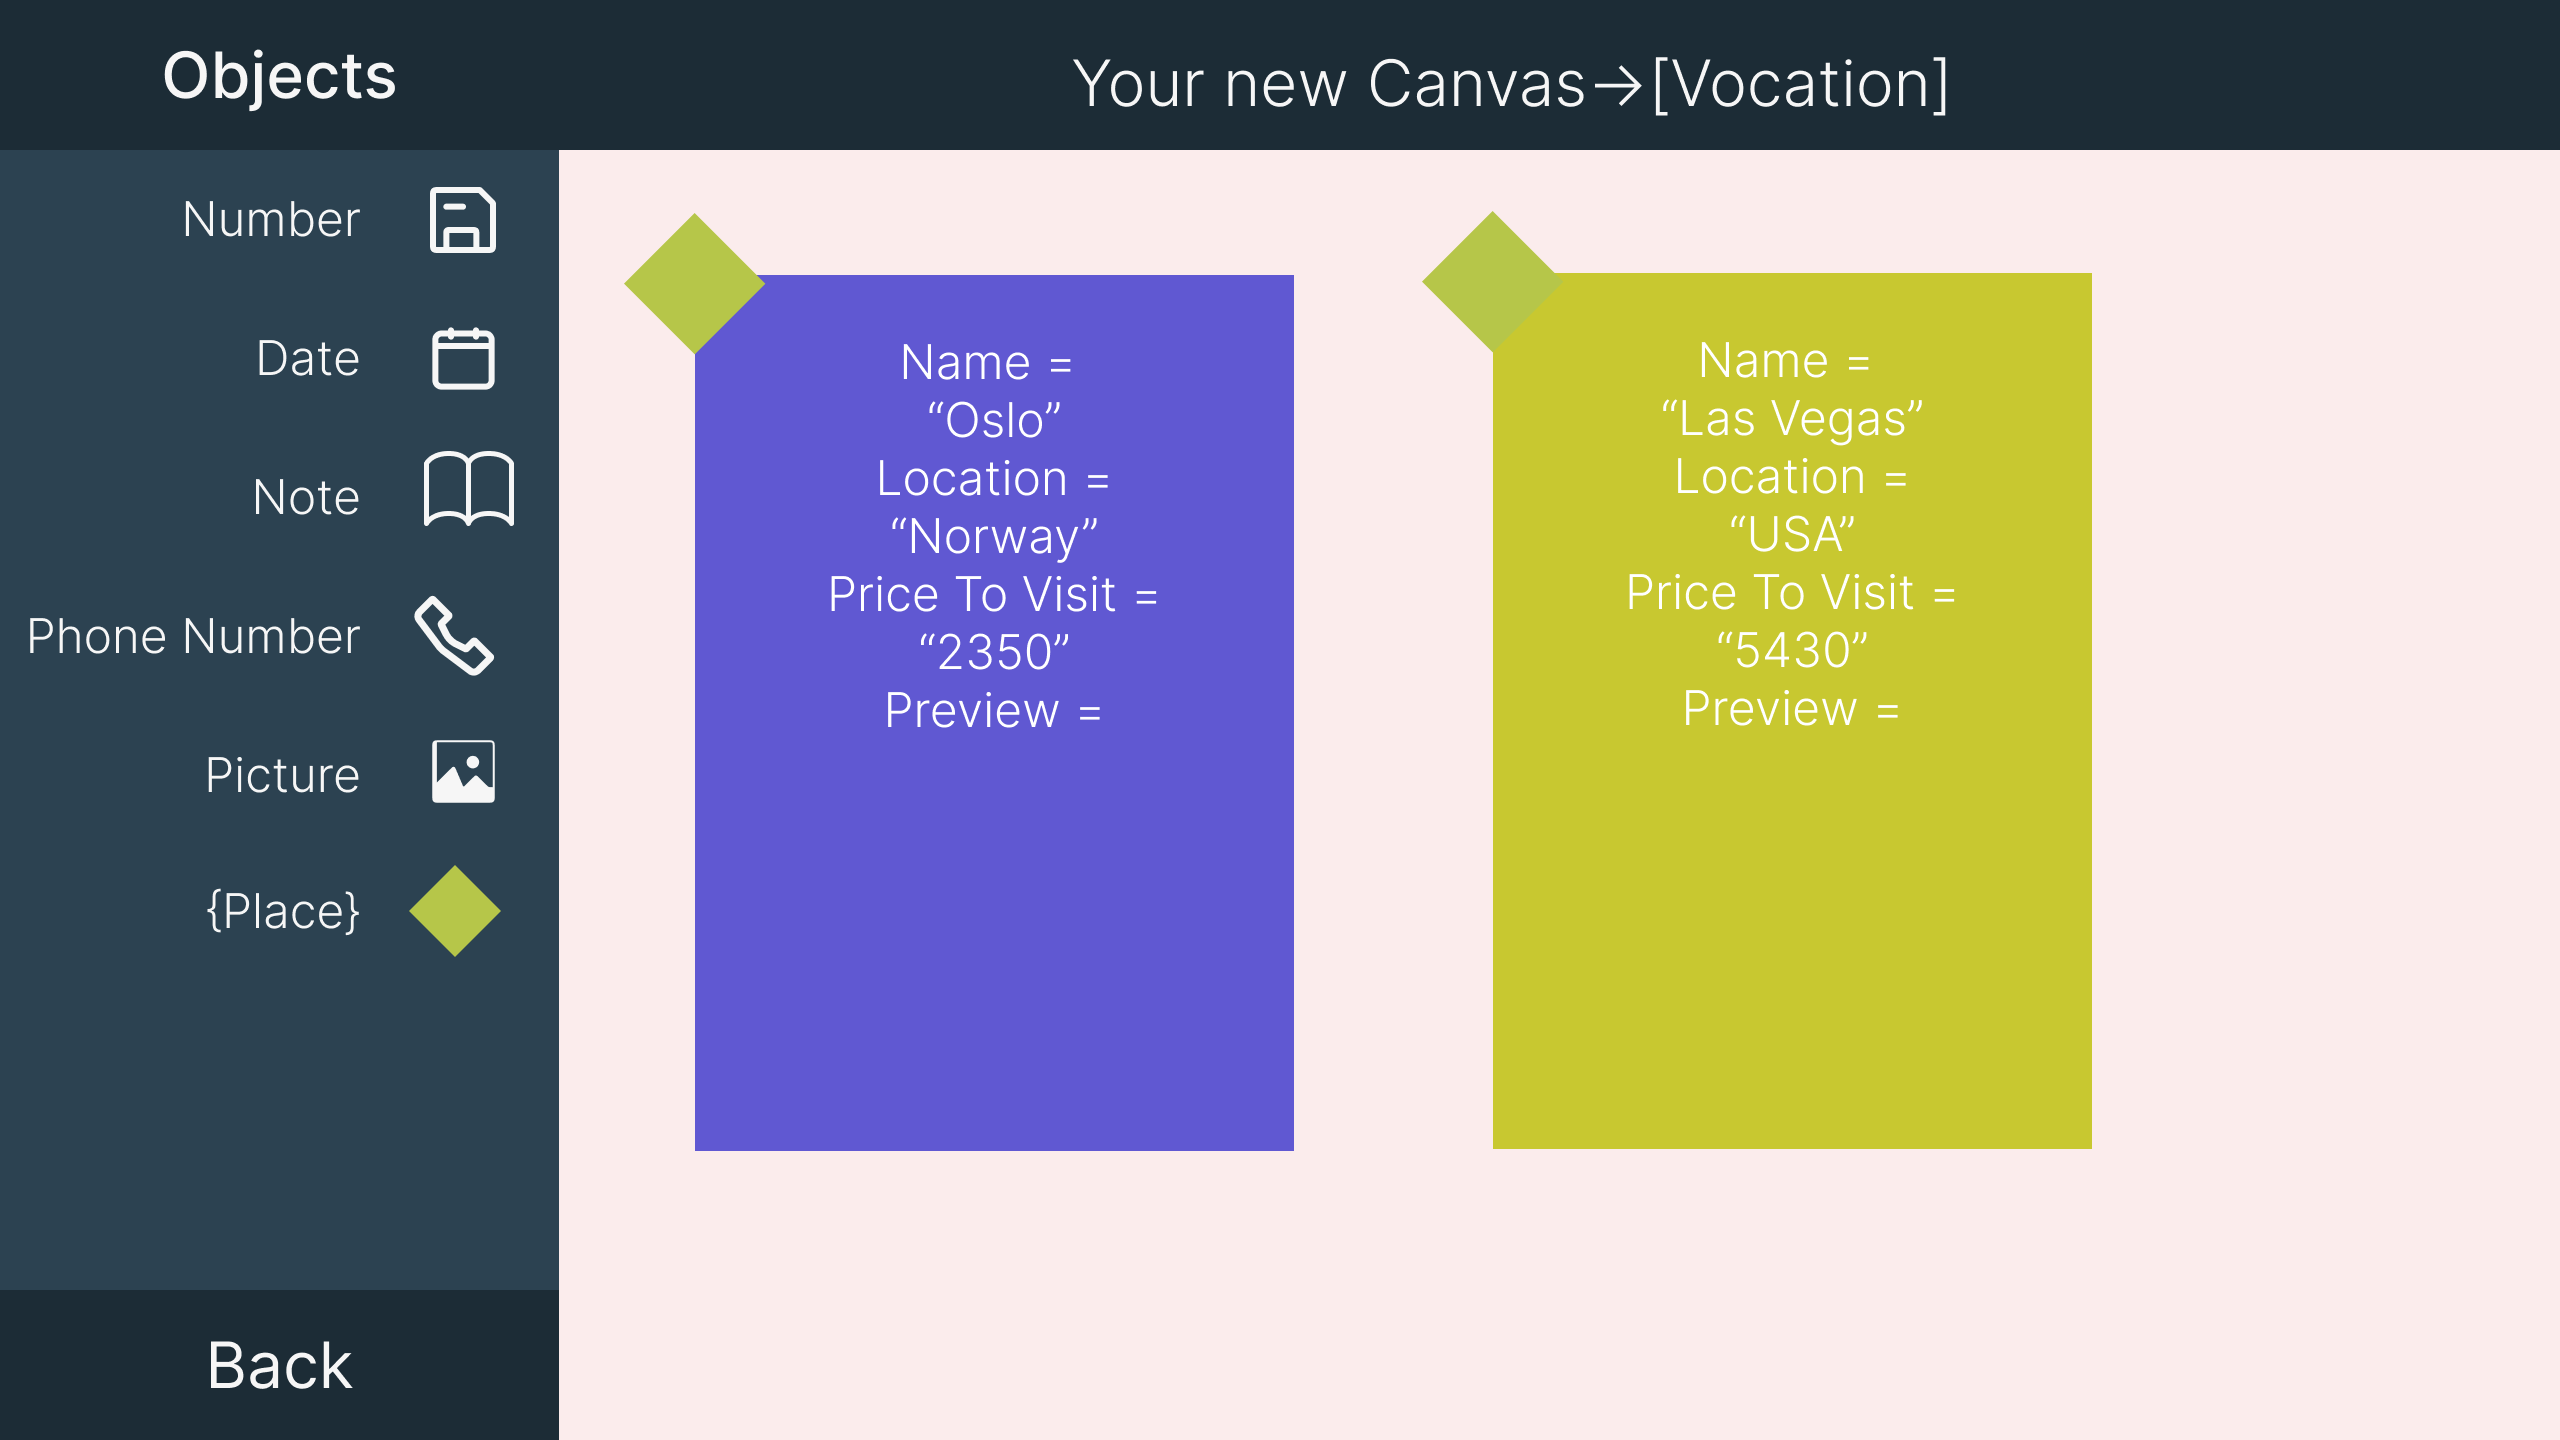 Objects
Your new Canvas→[Vocation]
Number
Date
Note
Phone Number
Picture
{Place}
Back
Name =
“Oslo”
Location =
“Norway”
Price To Visit =
“2350”
Preview =
Name =
“Las Vegas”
Location =
“USA”
Price To Visit =
“5430”
Preview =